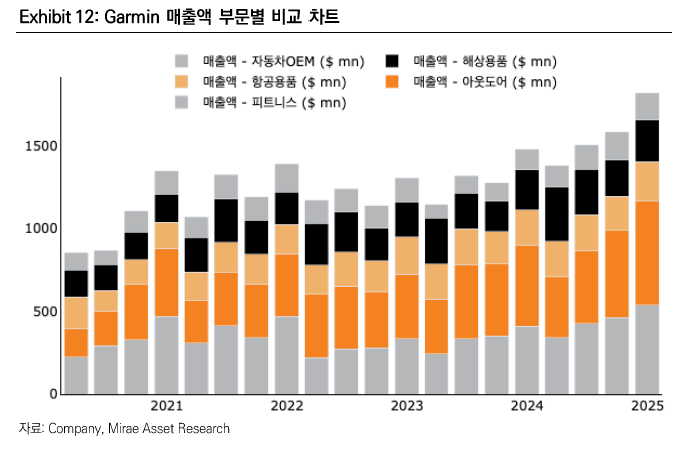 Exhibit 12: Garmin 매출액 부문별 비교 차트
매출액 - 자동차OEM ($ mn)
매출액 - 해상용품 ($ mn)
매출액 - 항공용품 ($ mn)
매출액 - 아웃도어 ($ mn)
매출액 - 피트니스 ($ mn)
1500
1000
500
0
2021 2022 2023 2024 2025
자료: Company, Mirae Asset Research